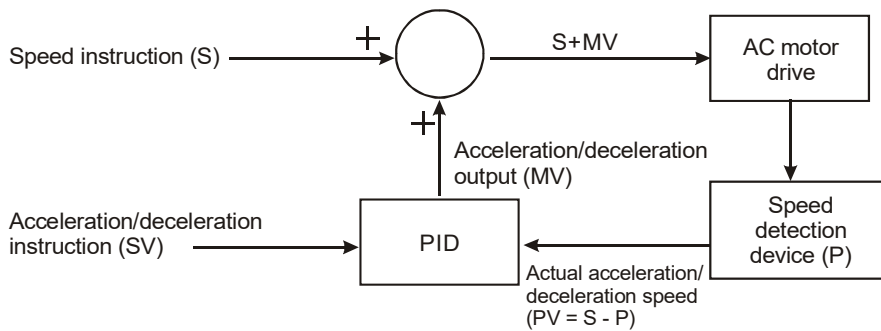 Speed instruction (S)
+
S+MV
AC motor
drive
+
Acceleration/deceleration
output (MV)
Acceleration/deceleration
instruction (SV)
PID
Speed
detection
device (P)
Actual acceleration/
deceleration speed
(PV = S - P)